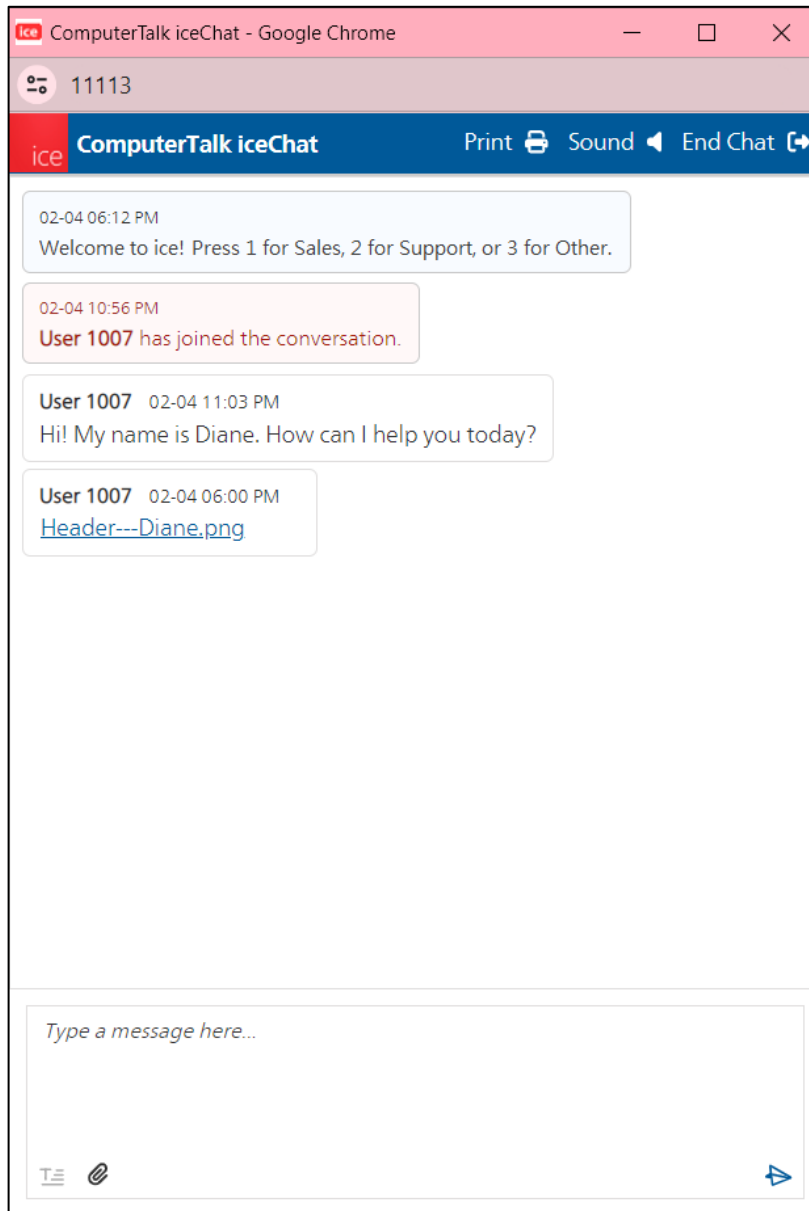 ice ComputerTalk iceChat - Google Chrome
11113
ice ComputerTalk iceChat Print Sound End Chat
02-04 06:12 PM
Welcome to ice! Press 1 for Sales, 2 for Support, or 3 for Other.
02-04 10:56 PM
User 1007 has joined the conversation.
User 1007 02-04 11:03 PM
Hi! My name is Diane. How can I help you today?
User 1007 02-04 06:00 PM
Header---Diane.png
Type a message here...